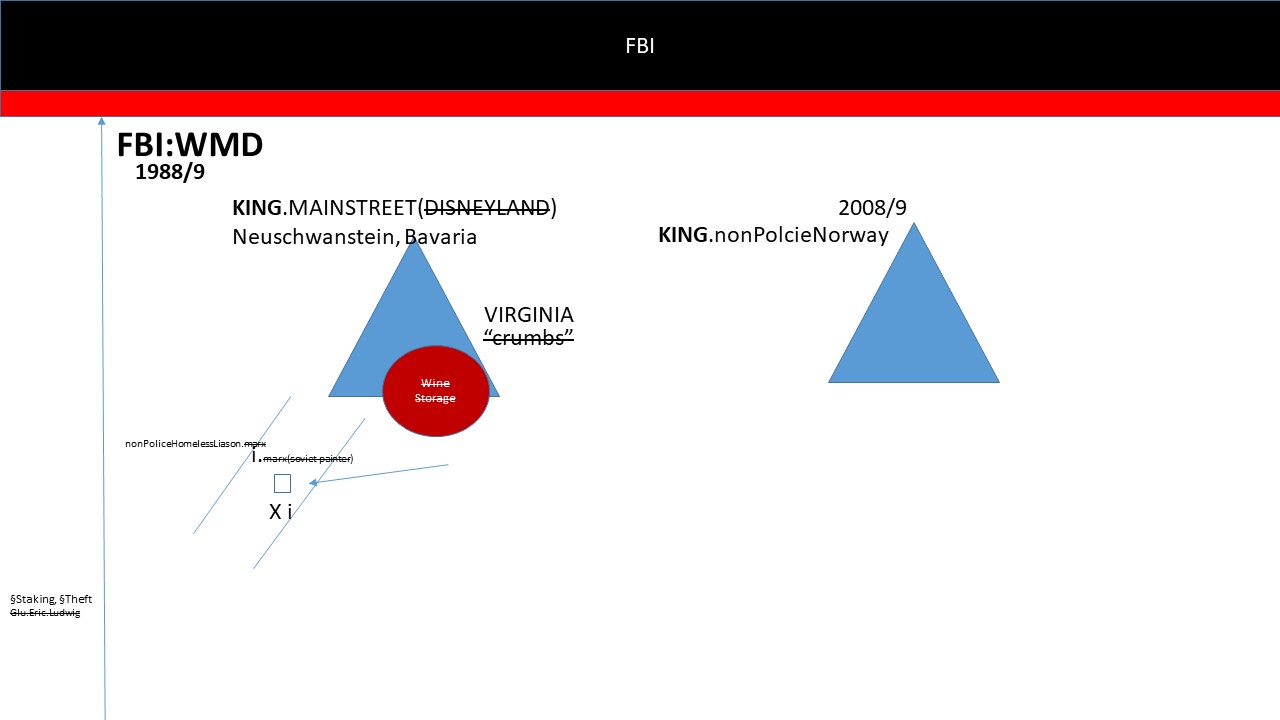 FBI
FBI:WMD
1988/9
KING.MAINSTREET(DISNEYLAND)
Neuschwanstein, Bavaria
2008/9
KING.nonPolcieNorway
VIRGINIA
“crumbs”
Wine
Storage
nonPoliceHomelessLiason.marx
i.marx(soviet painter)
X i
§Staking, §Theft
Glu.Eric.Ludwig